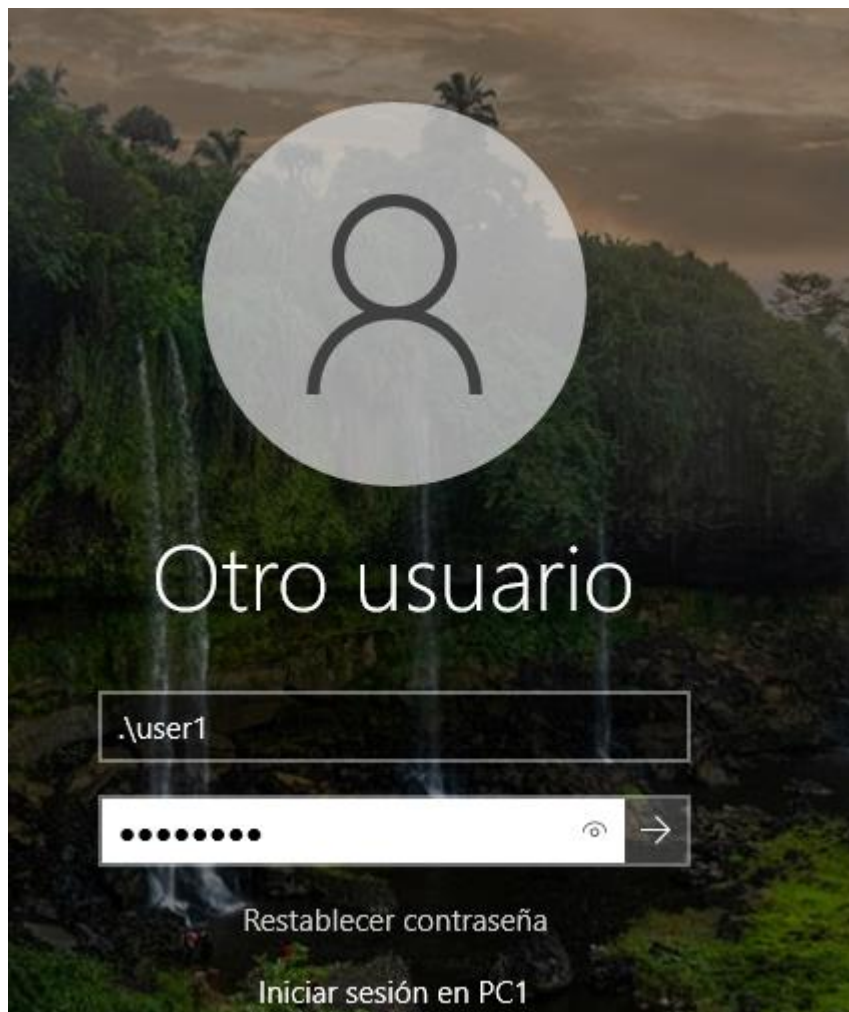 Otro usuario
.\user1
Restablecer contraseña
Iniciar sesión en PC1